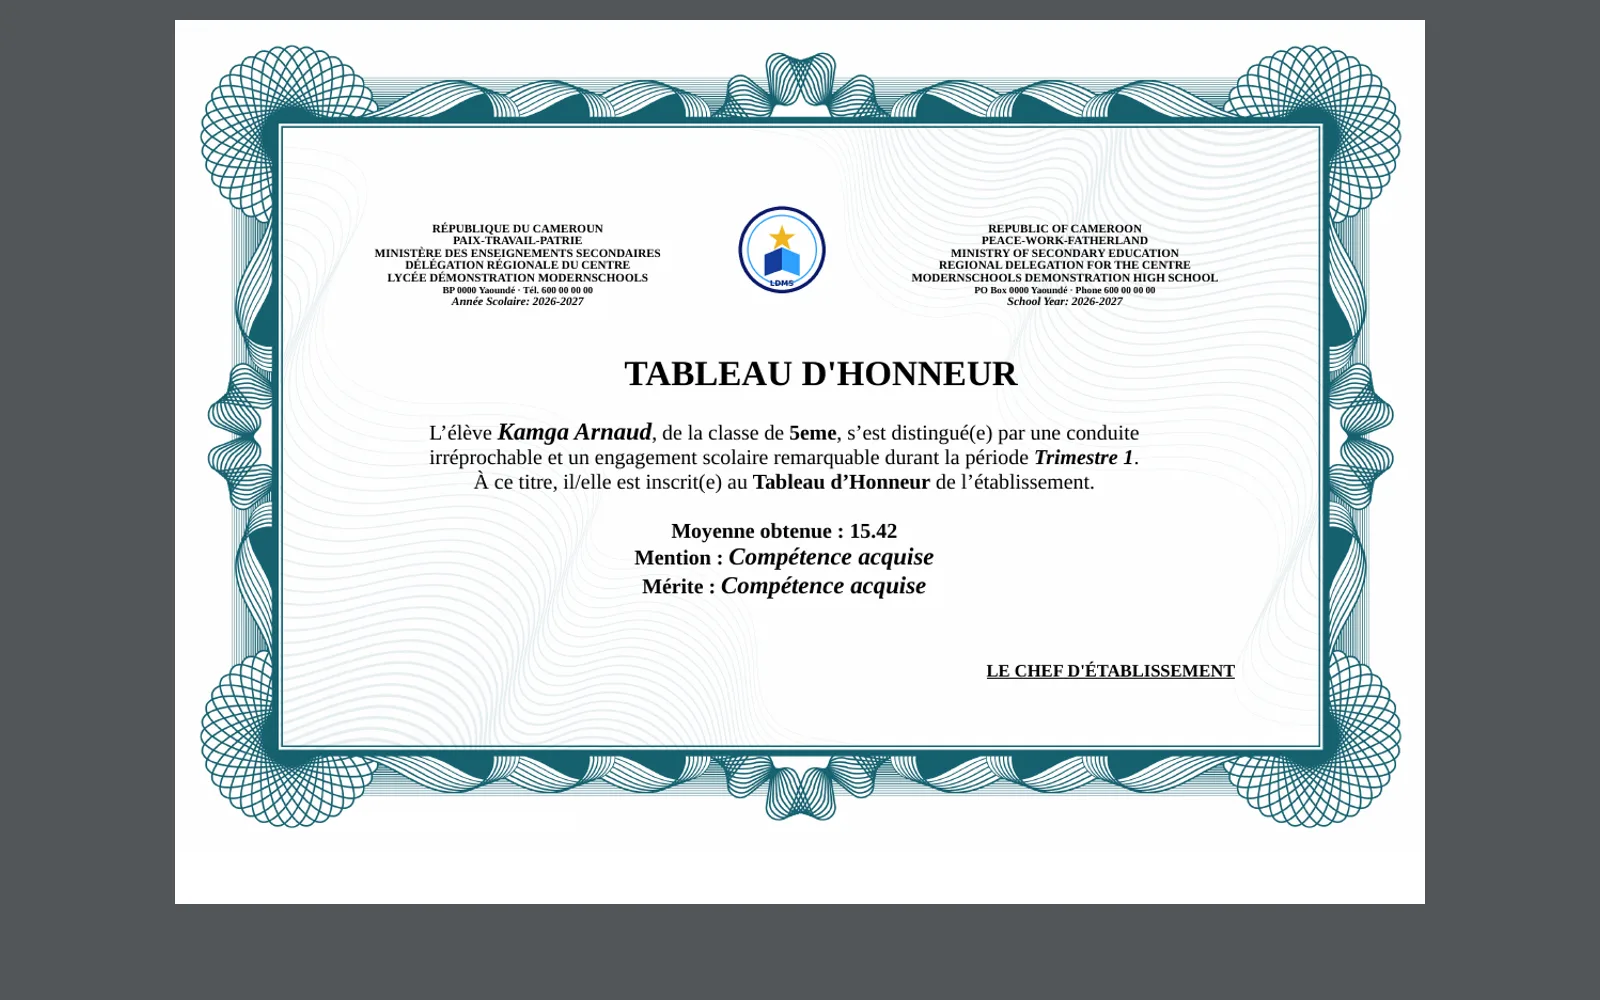 RÉPUBLIQUE DU CAMEROUN
PAIX-TRAVAIL-PATRIE
MINISTÈRE DES ENSEIGNEMENTS SECONDAIRES
DÉLÉGATION RÉGIONALE DU CENTRE
LYCÉE DÉMONSTRATION MODERNSCHOOLS
BP 0000 Yaoundé · Tél. 600 00 00 00
Année Scolaire: 2026-2027
LDMS
REPUBLIC OF CAMEROON
PEACE-WORK-FATHERLAND
MINISTRY OF SECONDARY EDUCATION
REGIONAL DELEGATION FOR THE CENTRE
MODERNSCHOOLS DEMONSTRATION HIGH SCHOOL
PO Box 0000 Yaoundé · Phone 600 00 00 00
School Year: 2026-2027
TABLEAU D'HONNEUR
L’élève Kamga Arnaud, de la classe de 5eme, s’est distingué(e) par une conduite
irréprochable et un engagement scolaire remarquable durant la période Trimestre 1.
À ce titre, il/elle est inscrit(e) au Tableau d’Honneur de l’établissement.
Moyenne obtenue : 15.42
Mention : Compétence acquise
Mérite : Compétence acquise
LE CHEF D'ÉTABLISSEMENT